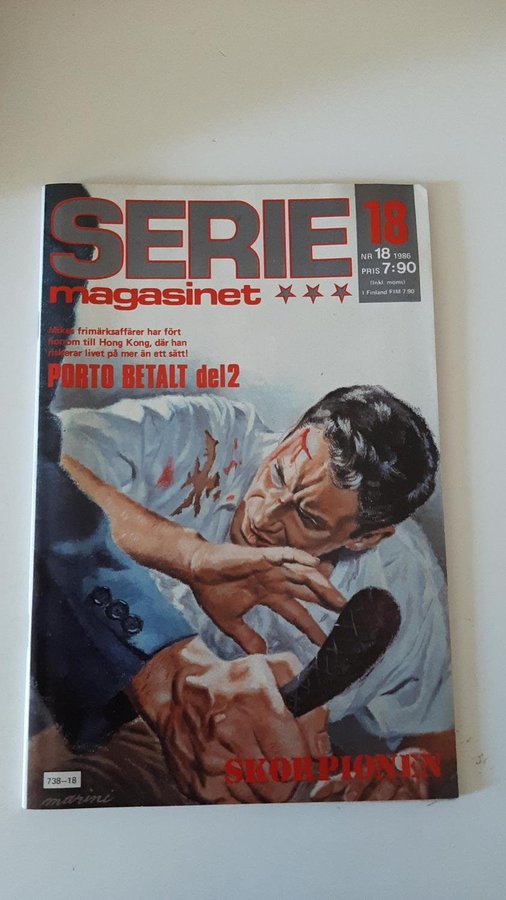 SERIE
magasinet
18
NR 18 1986
PRIS 7:90
(inkl. moms)
I Finland FIM 7.90
Mikes frimärksaffärer har fört
honom till Hong Kong, där han
riskerar livet på mer än ett sätt!
PORTO BETALT del2
SKORPIONEN
738-18
marini